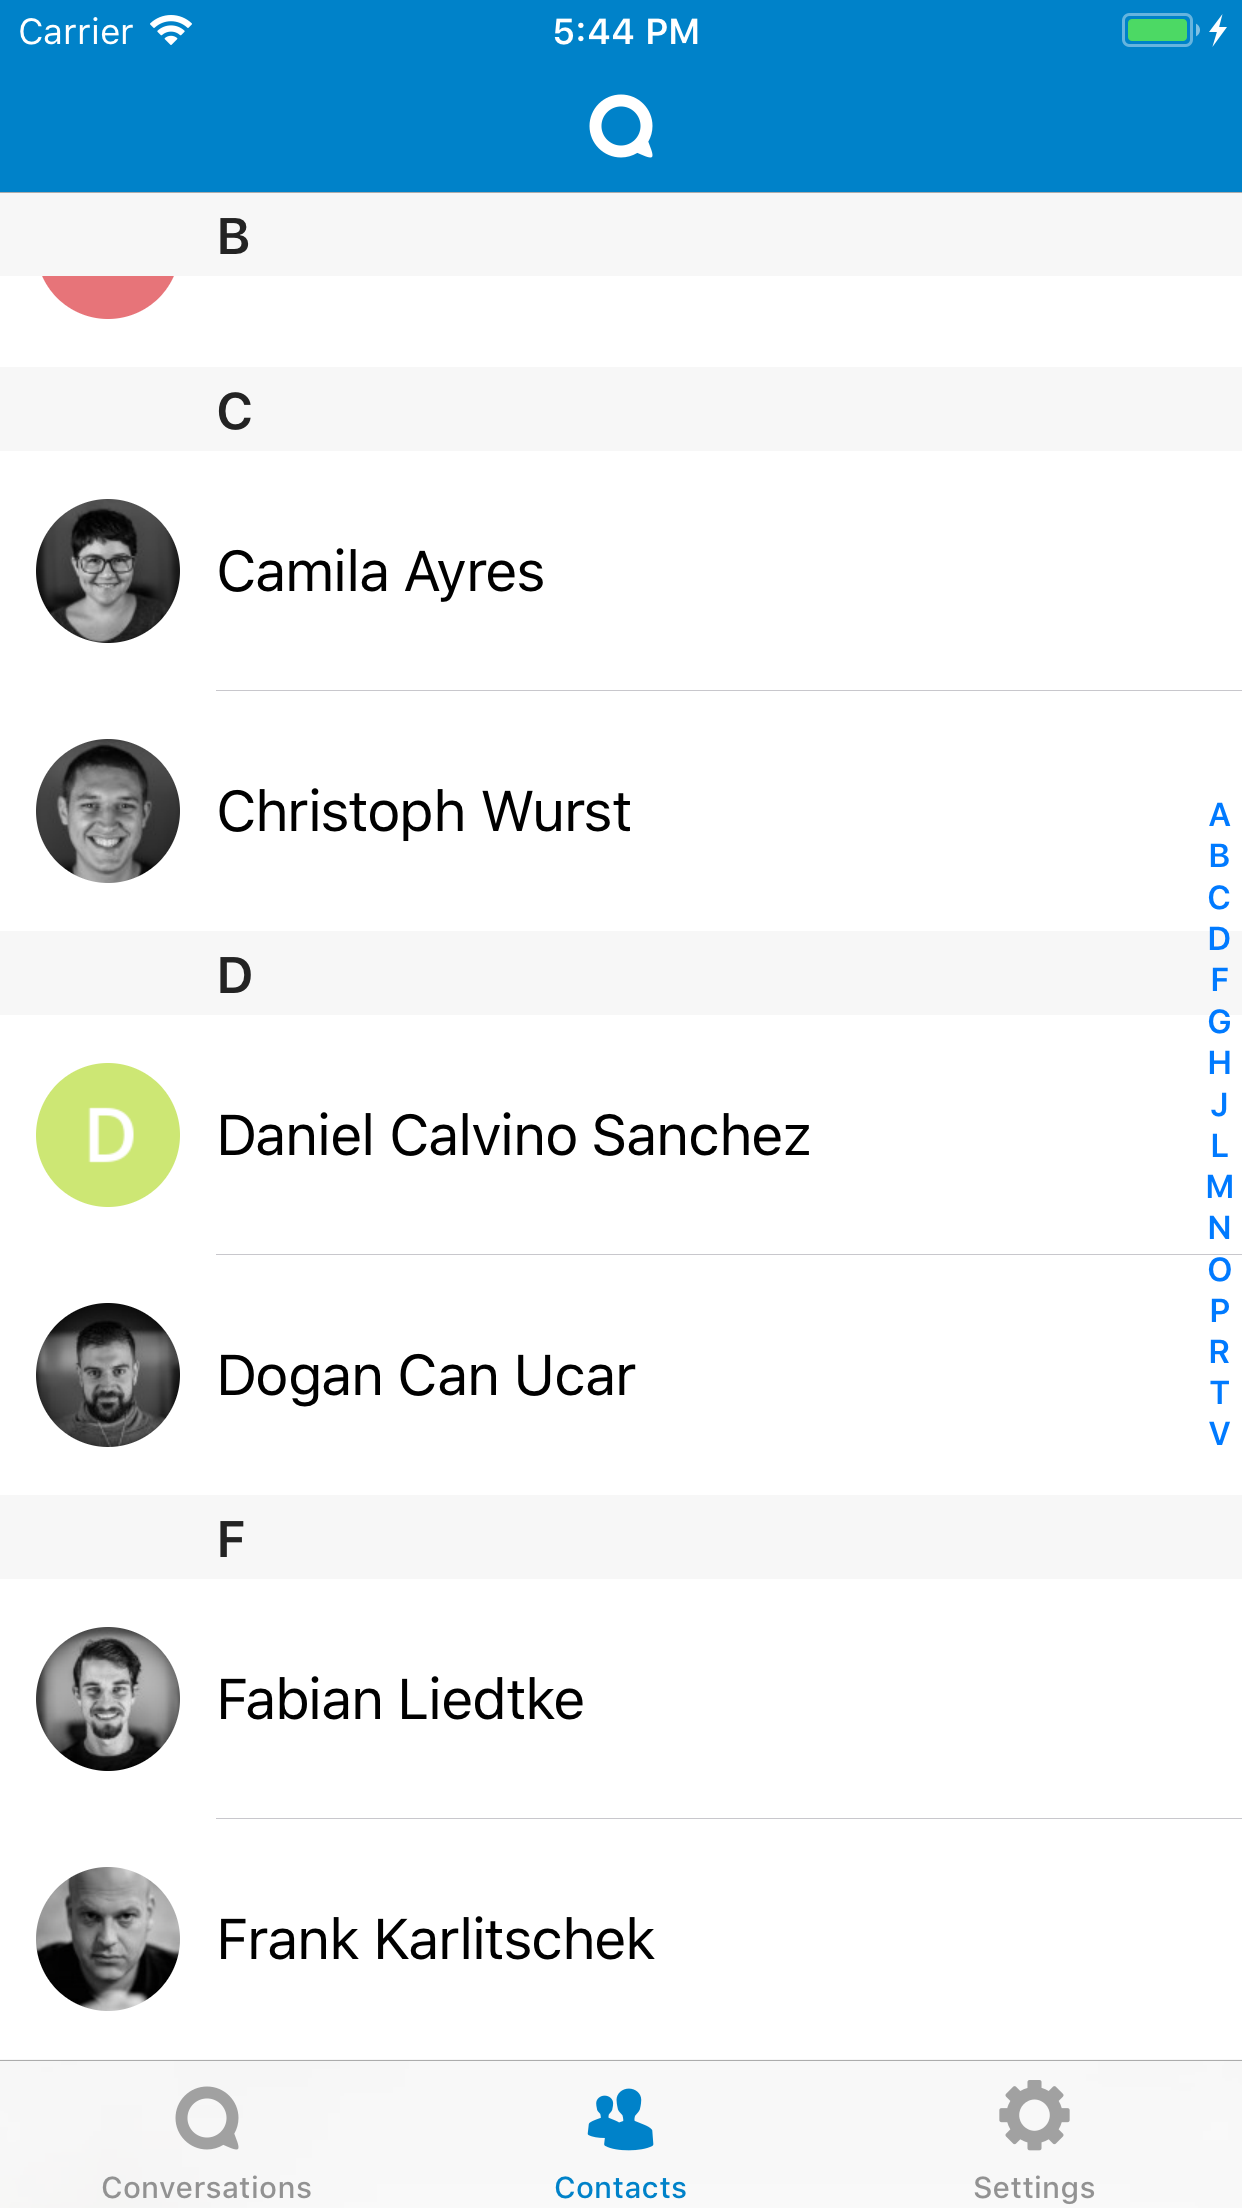 Carrier 5:44 PM
B
C
Camila Ayres
Christoph Wurst
D
D
Daniel Calvino Sanchez
Dogan Can Ucar
F
Fabian Liedtke
Frank Karlitschek
A
B
C
D
F
G
H
J
L
M
N
O
P
R
T
V
Conversations Contacts Settings